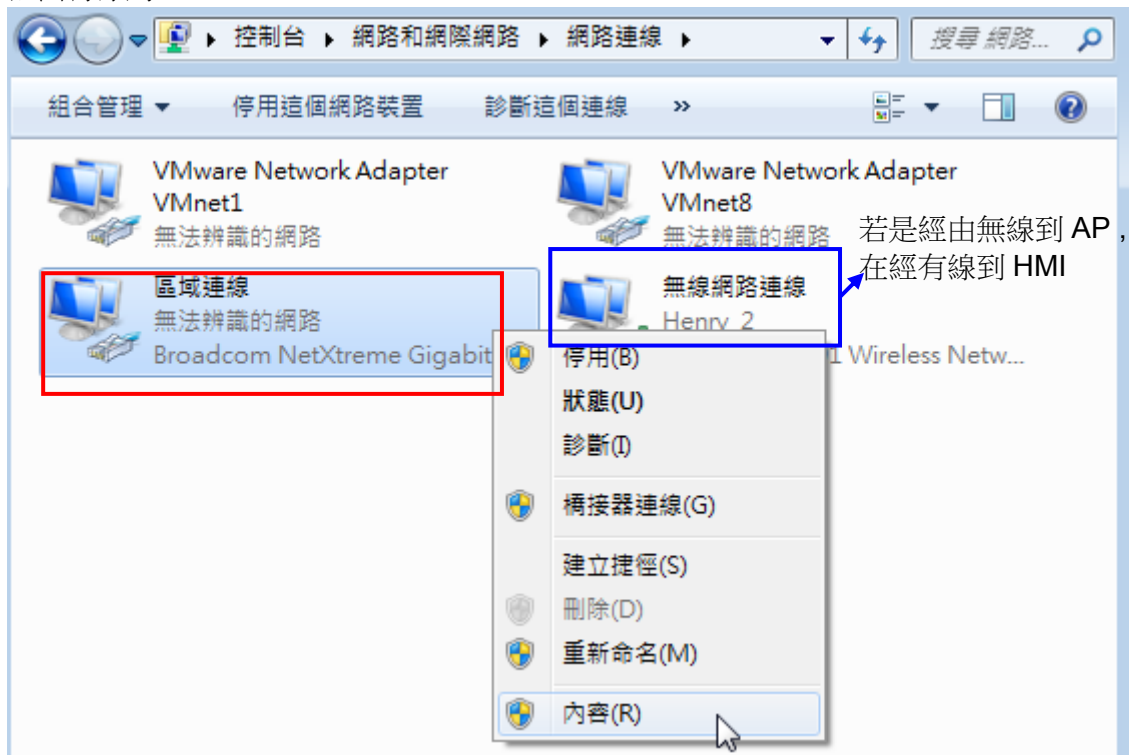 控制台 ▸ 網路和網際網路 ▸ 網路連線 ▸
搜尋 網路...
組合管理 停用這個網路裝置 診斷這個連線 »
VMware Network Adapter
VMnet1
無法辨識的網路
VMware Network Adapter
VMnet8
無法辨識的網路
若是經由無線到 AP ,
在經有線到 HMI
區域連線
無法辨識的網路
Broadcom NetXtreme Gigabit
無線網路連線
Henry 2
1 Wireless Netw...
停用(B)
狀態(U)
診斷(I)
橋接器連線(G)
建立捷徑(S)
刪除(D)
重新命名(M)
內容(R)